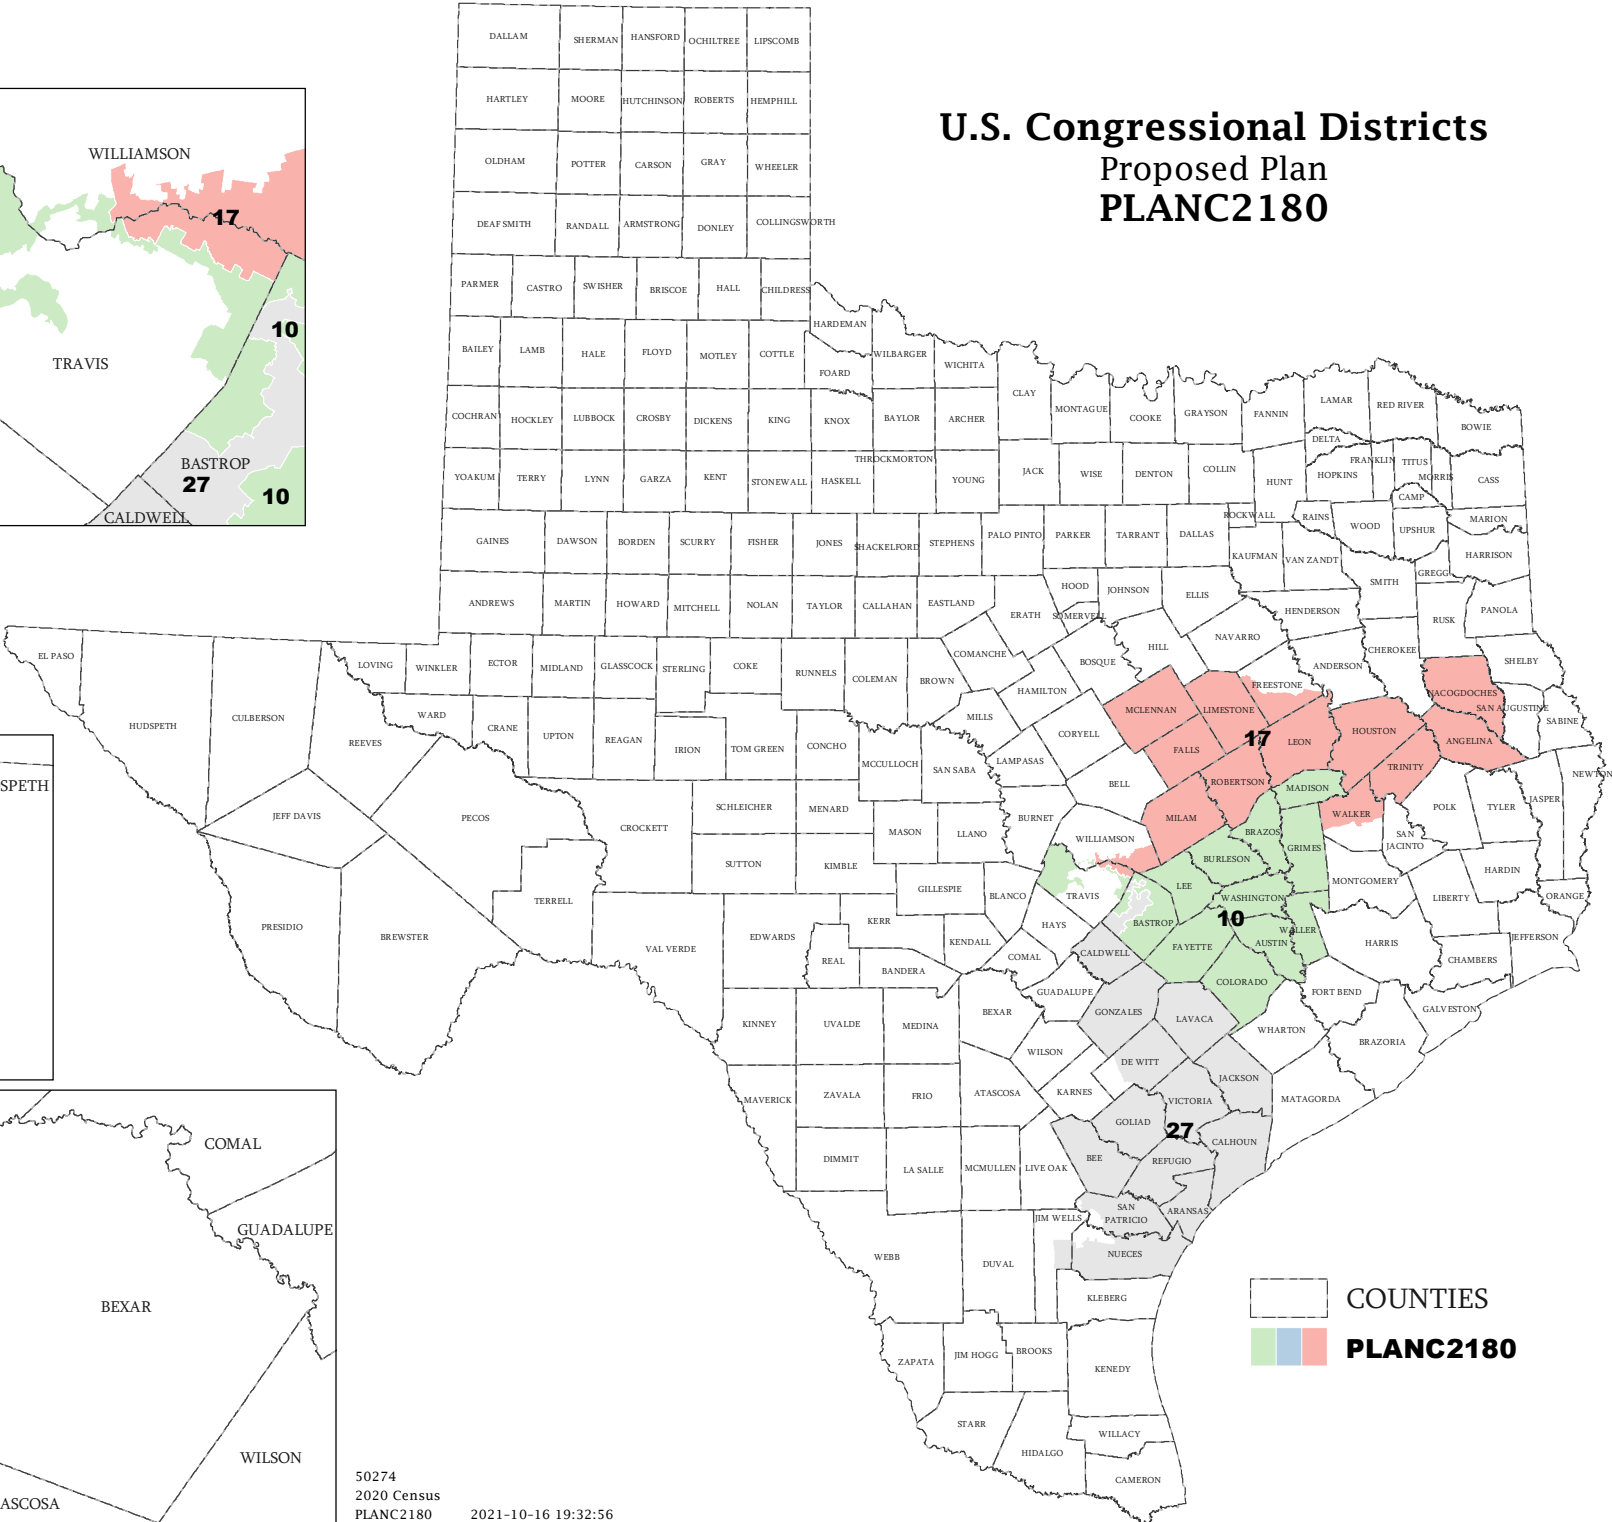 U.S. Congressional Districts
Proposed Plan
PLANC2180
DALLAM
SHERMAN
HANSFORD
OCHILTREE
LIPSCOMB
HARTLEY
MOORE
HUTCHINSON
ROBERTS
HEMPHILL
OLDHAM
POTTER
CARSON
GRAY
WHEELER
DEAF SMITH
RANDALL
ARMSTRONG
DONLEY
COLLINGSWORTH
PARMER
CASTRO
SWISHER
BRISCOE
HALL
CHILDRESS
HARDEMAN
BAILEY
LAMB
HALE
FLOYD
MOTLEY
COTTLE
FOARD
WILBARGER
WICHITA
CLAY
MONTAGUE
COOKE
GRAYSON
FANNIN
LAMAR
RED RIVER
BOWIE
COCHRAN
HOCKLEY
LUBBOCK
CROSBY
DICKENS
KING
KNOX
BAYLOR
ARCHER
DELTA
YOAKUM
TERRY
LYNN
GARZA
KENT
STONEWALL
HASKELL
THROCKMORTON
YOUNG
JACK
WISE
DENTON
COLLIN
HUNT
HOPKINS
FRANKLIN
TITUS
MORRIS
CASS
CAMP
ROCKWALL
RAINS
WOOD
UPSHUR
MARION
GAINES
DAWSON
BORDEN
SCURRY
FISHER
JONES
SHACKELFORD
STEPHENS
PALO PINTO
PARKER
TARRANT
DALLAS
KAUFMAN
VAN ZANDT
HARRISON
GREGG
SMITH
ANDREWS
MARTIN
HOWARD
MITCHELL
NOLAN
TAYLOR
CALLAHAN
EASTLAND
ERATH
HOOD
SOMERVELL
JOHNSON
ELLIS
HENDERSON
RUSK
PANOLA
NAVARRO
EL PASO
LOVING
WINKLER
ECTOR
MIDLAND
GLASSCOCK
STERLING
COKE
RUNNELS
COLEMAN
BROWN
COMANCHE
HAMILTON
BOSQUE
HILL
ANDERSON
CHEROKEE
SHELBY
FREESTONE
NACOGDOCHES
SAN AUGUSTINE
SABINE
HUDSPETH
CULBERSON
REEVES
WARD
CRANE
UPTON
REAGAN
IRION
TOM GREEN
CONCHO
MCCULLOCH
SAN SABA
MILLS
LAMPASAS
CORYELL
MCLENNAN
LIMESTONE
FALLS
17
LEON
HOUSTON
ANGELINA
TRINITY
NEWTON
JEFF DAVIS
PECOS
CROCKETT
SCHLEICHER
MENARD
MASON
LLANO
BURNET
BELL
ROBERTSON
MADISON
MILAM
WALKER
POLK
TYLER
JASPER
SUTTON
KIMBLE
WILLIAMSON
BRAZOS
GRIMES
SAN
JACINTO
BURLESON
HARDIN
GILLESPIE
BLANCO
TRAVIS
LEE
WASHINGTON
MONTGOMERY
LIBERTY
ORANGE
TERRELL
PRESIDIO
BREWSTER
VAL VERDE
EDWARDS
KERR
KENDALL
HAYS
BASTROP
10
WALLER
FAYETTE
AUSTIN
HARRIS
JEFFERSON
REAL
BANDERA
COMAL
CALDWELL
CHAMBERS
COLORADO
GUADALUPE
FORT BEND
GALVESTON
KINNEY
UVALDE
MEDINA
BEXAR
GONZALES
LAVACA
WHARTON
BRAZORIA
WILSON
DE WITT
JACKSON
MAVERICK
ZAVALA
FRIO
ATASCOSA
KARNES
VICTORIA
MATAGORDA
GOLIAD
27
CALHOUN
DIMMIT
LA SALLE
MCMULLEN
LIVE OAK
BEE
REFUGIO
SAN
PATRICIO
ARANSAS
JIM WELLS
WEBB
DUVAL
NUECES
KLEBERG
ZAPATA
JIM HOGG
BROOKS
KENEDY
STARR
HIDALGO
WILLACY
CAMERON
WILLIAMSON
17
10
TRAVIS
BASTROP
27
10
CALDWELL
SPETH
COMAL
GUADALUPE
BEXAR
WILSON
ASCOSA
COUNTIES
PLANC2180
50274
2020 Census
PLANC2180 2021-10-16 19:32:56